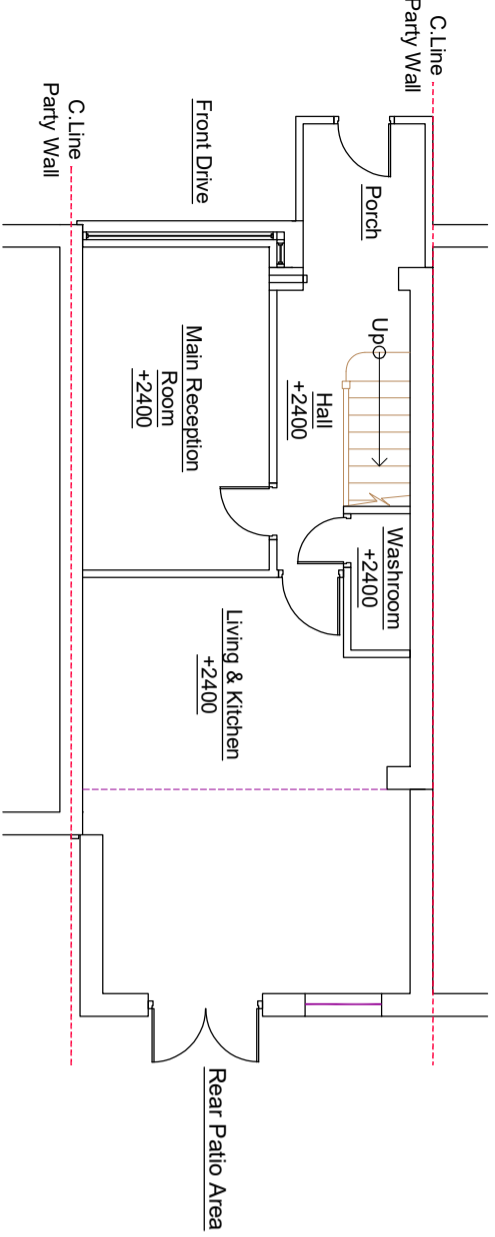 C.Line
Party Wall
Porch
Front Drive
C.Line
Party Wall
Up
Hall
+2400
Main Reception
Room
+2400
Washroom
+2400
Living & Kitchen
+2400
Rear Patio Area